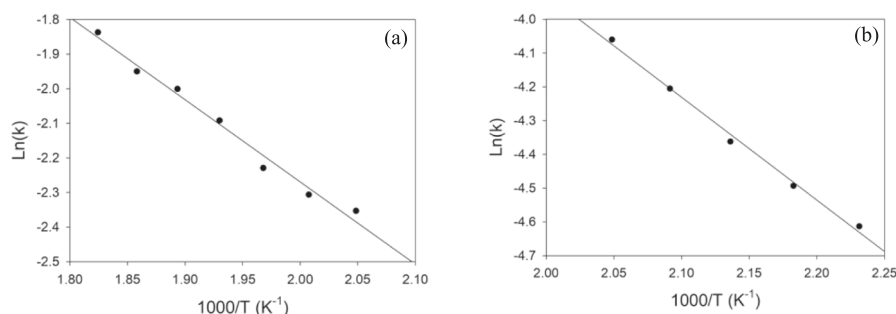 (a)
Ln(k)
-1.8
-1.9
-2.0
-2.1
-2.2
-2.3
-2.4
-2.5
1.80 1.85 1.90 1.95 2.00 2.05 2.10
1000/T (K⁻¹)
(b)
Ln(k)
-4.0
-4.1
-4.2
-4.3
-4.4
-4.5
-4.6
-4.7
2.00 2.05 2.10 2.15 2.20 2.25
1000/T (K⁻¹)